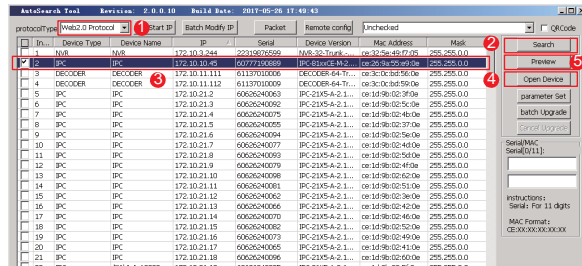 AutoSearch Tool Revision: 2.0.0.10 Build Date: 2017-05-26 17:49:43
protocolType Web2.0 Protocol 1 Start IP Batch Modify IP Packet Remote config Unchecked QRCode
In... Device Type Device Name IP Serial Device Version Mac Address Mask
1 NVR NVR 172.10.3.244 22319876599 NVR-32-Trunk-... ce:32:5e:49:f7:05 255.255.0.0
2 IPC IPC 172.10.10.45 60777190889 IPC-81xxCE-M-2... ce:26:9a:55:e9:0e 255.255.0.0
3 DECODER DECODER 172.10.11.111 61137010006 DECODER-64-Tr... ce:3c:0c:bd:56:0e 255.255.0.0
4 DECODER DECODER 172.10.11.112 61137010009 DECODER-64-Tr... ce:3c:0c:bd:59:0e 255.255.0.0
5 IPC IPC 172.10.21.2 60626240063 IPC-21X5-A-2.1... ce:1d:9b:02:3f:0e 255.255.0.0
6 IPC IPC 172.10.21.3 60626240092 IPC-21X5-A-2.1... ce:1d:9b:02:5c:0e 255.255.0.0
7 IPC IPC 172.10.21.4 60626240075 IPC-21X5-A-2.1... ce:1d:9b:02:4b:0e 255.255.0.0
8 IPC IPC 172.10.21.5 60626240055 IPC-21X5-A-2.1... ce:1d:9b:02:37:0e 255.255.0.0
9 IPC IPC 172.10.21.6 60626240094 IPC-21X5-A-2.1... ce:1d:9b:02:5e:0e 255.255.0.0
10 IPC IPC 172.10.21.7 60626240077 IPC-21X5-A-2.1... ce:1d:9b:02:4d:0e 255.255.0.0
11 IPC IPC 172.10.21.8 60626240093 IPC-21X5-A-2.1... ce:1d:9b:02:5d:0e 255.255.0.0
12 IPC IPC 172.10.21.9 60626240079 IPC-21X5-A-2.1... ce:1d:9b:02:4f:0e 255.255.0.0
13 IPC IPC 172.10.21.10 60626240098 IPC-21X5-A-2.1... ce:1d:9b:02:62:0e 255.255.0.0
14 IPC IPC 172.10.21.11 60626240081 IPC-21X5-A-2.1... ce:1d:9b:02:51:0e 255.255.0.0
15 IPC IPC 172.10.21.12 60626240062 IPC-21X5-A-2.1... ce:1d:9b:02:3e:0e 255.255.0.0
16 IPC IPC 172.10.21.13 60626240066 IPC-21X5-A-2.1... ce:1d:9b:02:42:0e 255.255.0.0
17 IPC IPC 172.10.21.14 60626240070 IPC-21X5-A-2.1... ce:1d:9b:02:46:0e 255.255.0.0
18 IPC IPC 172.10.21.15 60626240082 IPC-21X5-A-2.1... ce:1d:9b:02:52:0e 255.255.0.0
19 IPC IPC 172.10.21.16 60626240073 IPC-21X5-A-2.1... ce:1d:9b:02:49:0e 255.255.0.0
20 IPC IPC 172.10.21.17 60626240065 IPC-21X5-A-2.1... ce:1d:9b:02:41:0e 255.255.0.0
21 IPC IPC 172.10.21.18 60626240096 IPC-21X5-A-2.1... ce:1d:9b:02:60:0e 255.255.0.0
3
2 Search
Preview 5
4 Open Device
parameter Set
batch Upgrade
Cancel Upgrade
Serial/MAC
Serial[0/11]:
instructions:
Serial: For 11 digits
MAC Format:
CE:XX:XX:XX:XX:XX